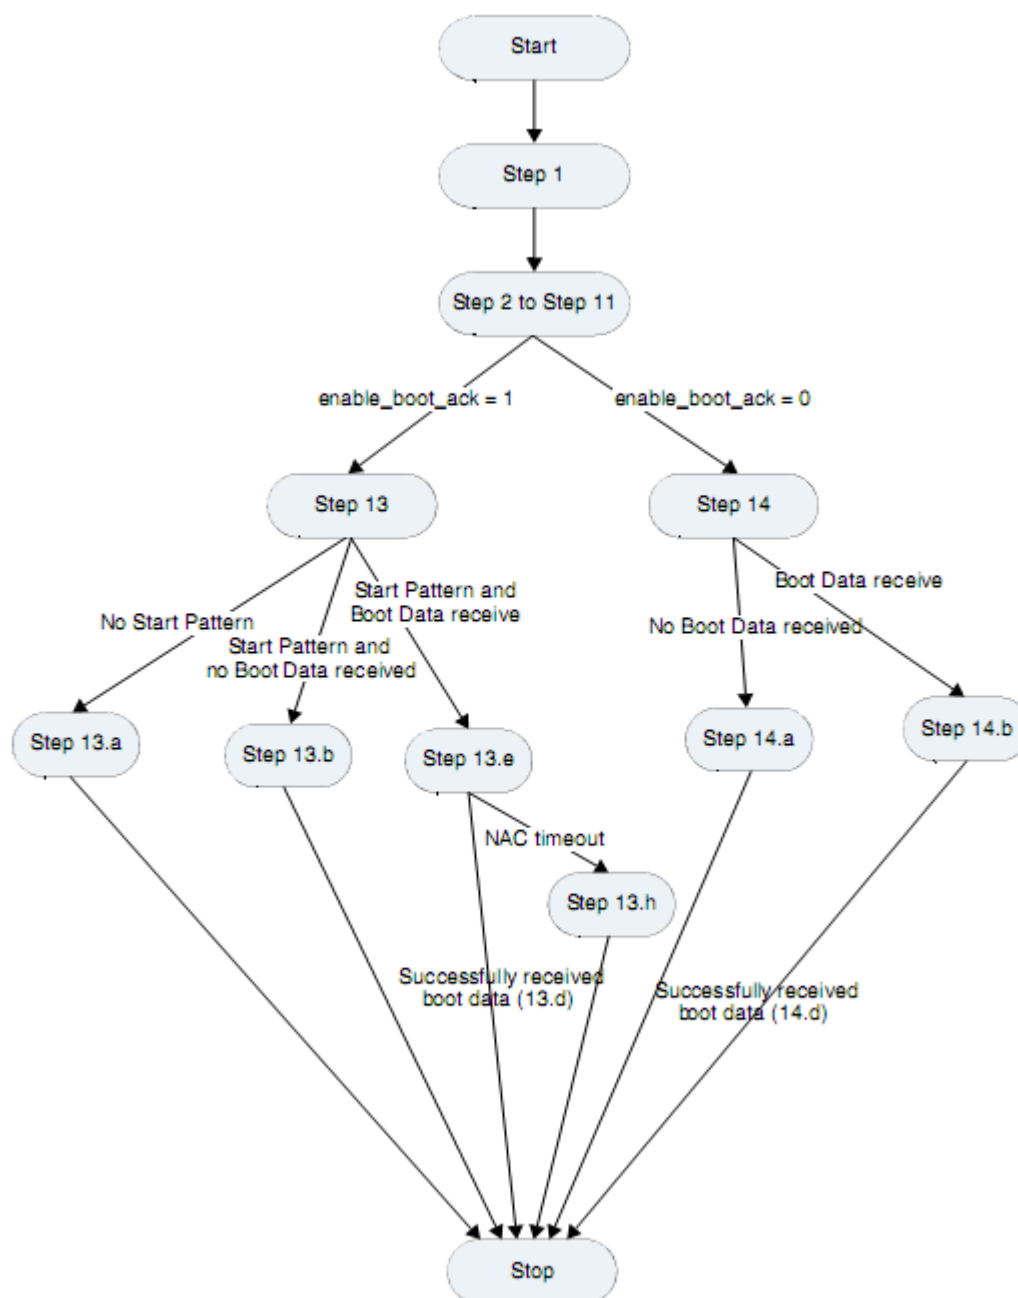 Start
Step 1
Step 2 to Step 11
enable_boot_ack = 1
enable_boot_ack = 0
Step 13
Step 14
No Start Pattern
Start Pattern and
no Boot Data received
Start Pattern and
Boot Data receive
No Boot Data received
Boot Data receive
Step 13.a
Step 13.b
Step 13.e
Step 14.a
Step 14.b
NAC timeout
Step 13.h
Successfully received
boot data (13.d)
Successfully received
boot data (14.d)
Stop